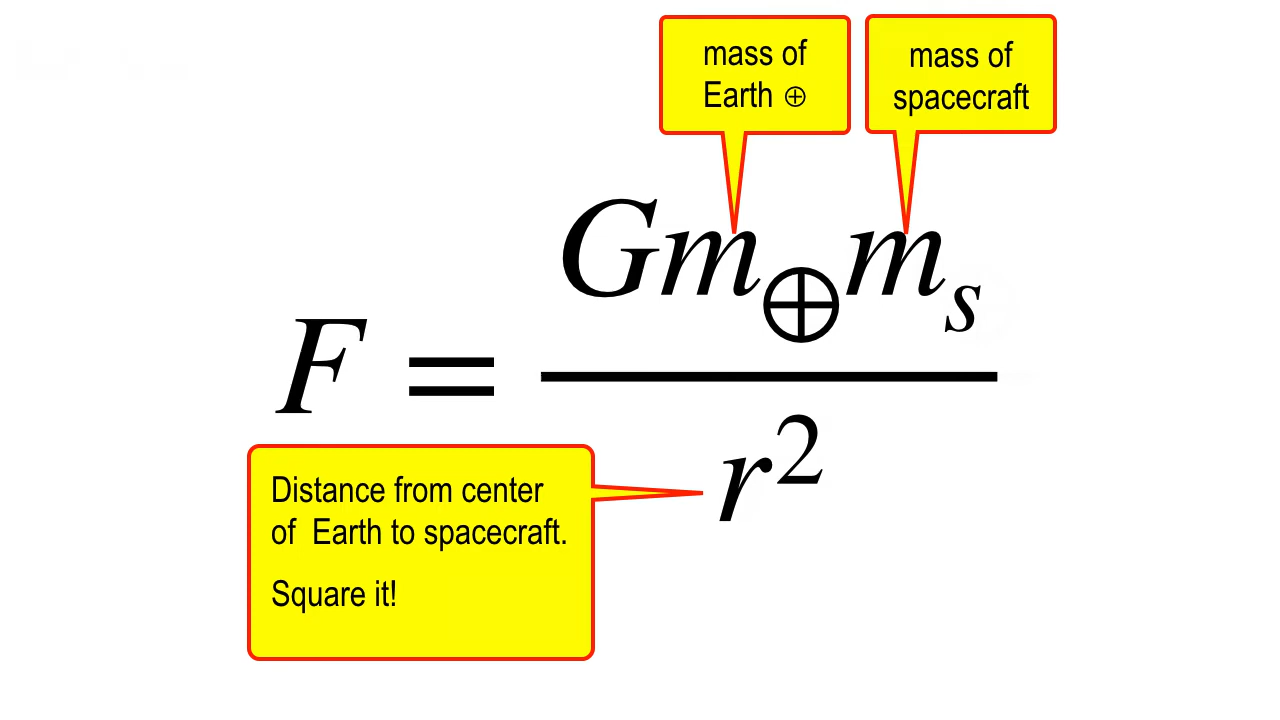 mass of
Earth ⊕
mass of
spacecraft
Gm⊕mₛ
F =
r²
Distance from center
of  Earth to spacecraft.
Square it!